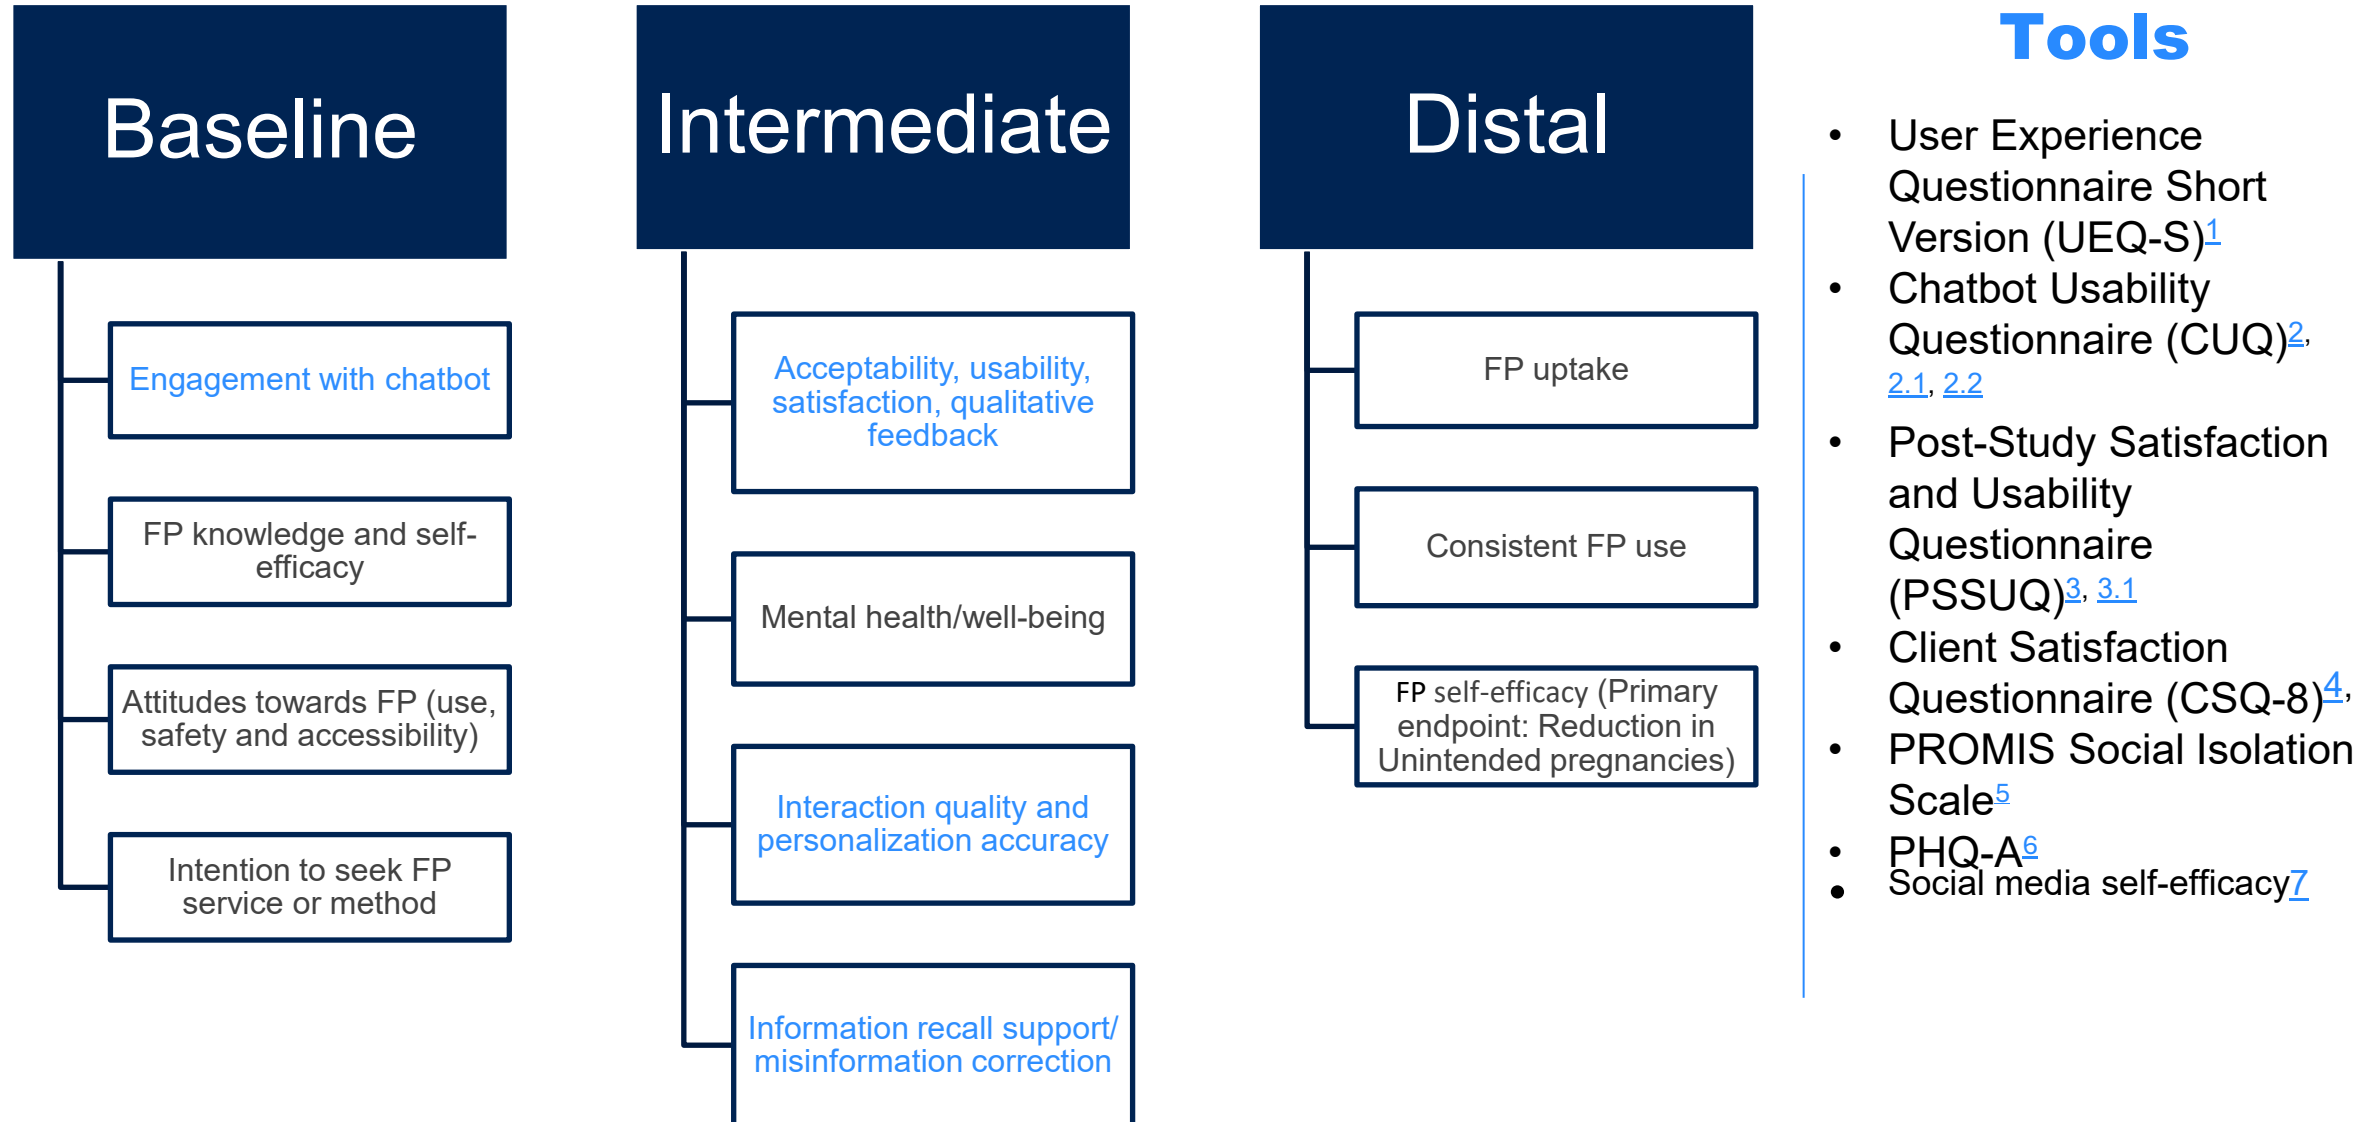 Baseline
Engagement with chatbot
FP knowledge and self-
efficacy
Attitudes towards FP (use,
safety and accessibility)
Intention to seek FP
service or method
Intermediate
Acceptability, usability,
satisfaction, qualitative
feedback
Mental health/well-being
Interaction quality and
personalization accuracy
Information recall support/
misinformation correction
Distal
FP uptake
Consistent FP use
FP self-efficacy (Primary
endpoint: Reduction in
Unintended pregnancies)
Tools
• User Experience
Questionnaire Short
Version (UEQ-S)1
• Chatbot Usability
Questionnaire (CUQ)2,
2.1, 2.2
• Post-Study Satisfaction
and Usability
Questionnaire
(PSSUQ)3, 3.1
• Client Satisfaction
Questionnaire (CSQ-8)4,
• PROMIS Social Isolation
Scale5
• PHQ-A6
• Social media self-efficacy7